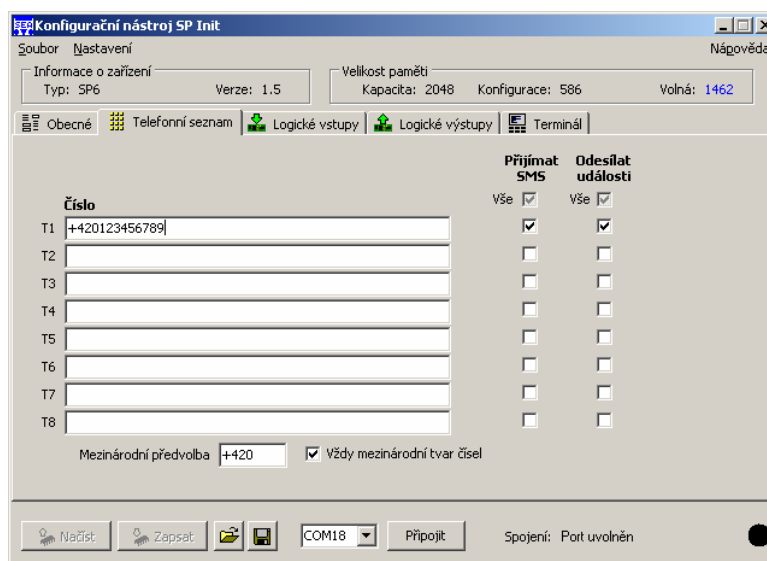 Konfigurační nástroj SP Init
Soubor Nastavení Nápověda
Informace o zařízení Velikost paměti
Typ: SP6 Verze: 1.5 Kapacita: 2048 Konfigurace: 586 Volná: 1462
Obecné Telefonní seznam Logické vstupy Logické výstupy Terminál
Přijímat SMS Odesílat události
Vše Vše
Číslo
T1 +420123456789
T2
T3
T4
T5
T6
T7
T8
Mezinárodní předvolba +420 Vždy mezinárodní tvar čísel
Načíst Zapsat COM18 Připojit Spojení: Port uvolněn